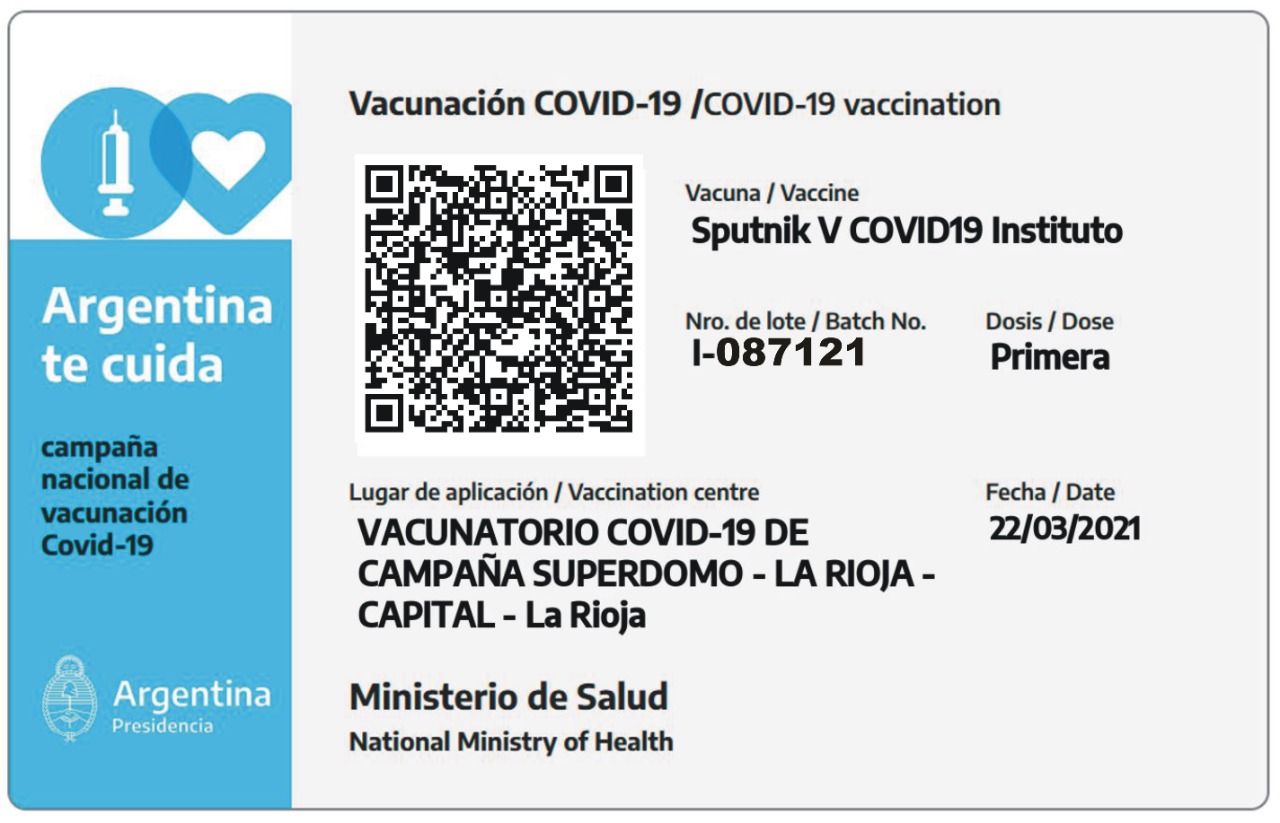 Vacunación COVID-19 /COVID-19 vaccination
Vacuna / Vaccine
Sputnik V COVID19 Instituto
Nro. de lote / Batch No.
I-087121
Dosis / Dose
Primera
Lugar de aplicación / Vaccination centre
VACUNATORIO COVID-19 DE
CAMPAÑA SUPERDOMO - LA RIOJA -
CAPITAL - La Rioja
Fecha / Date
22/03/2021
Ministerio de Salud
National Ministry of Health
Argentina
te cuida
campaña
nacional de
vacunación
Covid-19
Argentina
Presidencia